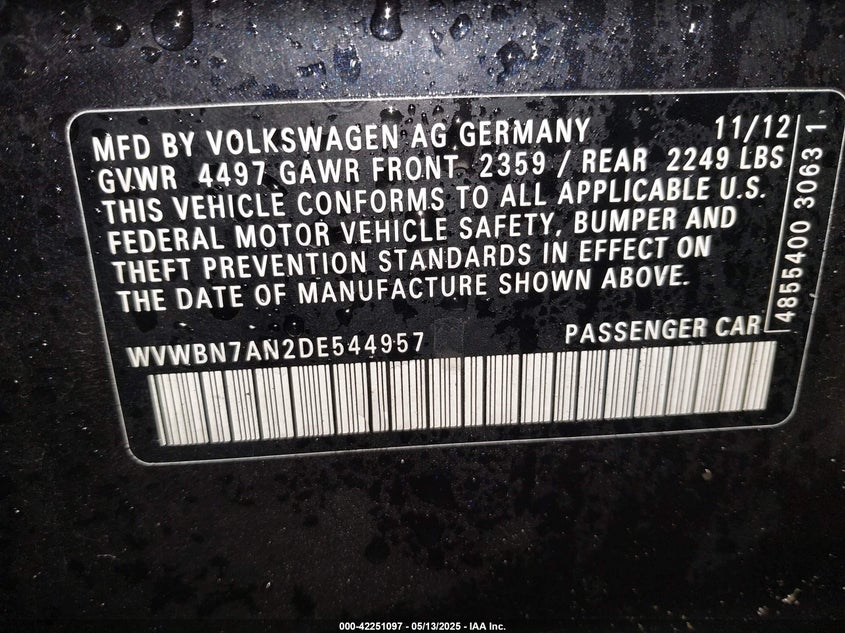 MFD BY VOLKSWAGEN AG GERMANY 11/12
GVWR 4497 GAWR FRONT 2359 / REAR 2249 LBS
THIS VEHICLE CONFORMS TO ALL APPLICABLE U.S.
FEDERAL MOTOR VEHICLE SAFETY, BUMPER AND
THEFT PREVENTION STANDARDS IN EFFECT ON
THE DATE OF MANUFACTURE SHOWN ABOVE.
4855400 3063 1
WVWBN7AN2DE544957 PASSENGER CAR
000-42251097 - 05/13/2025 - IAA Inc.